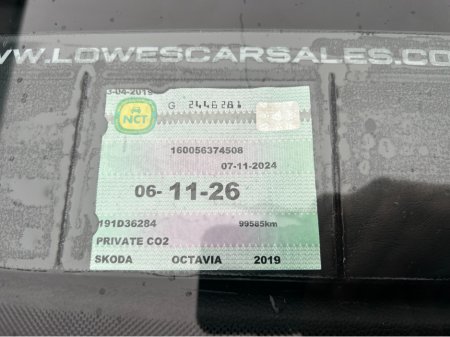 WWW.LOWESCARSALES.CO
3-04-2019
G 2446281
NCT
160056374508
07-11-2024
06- 11-26
191D36284 99585km
PRIVATE CO2
SKODA OCTAVIA 2019